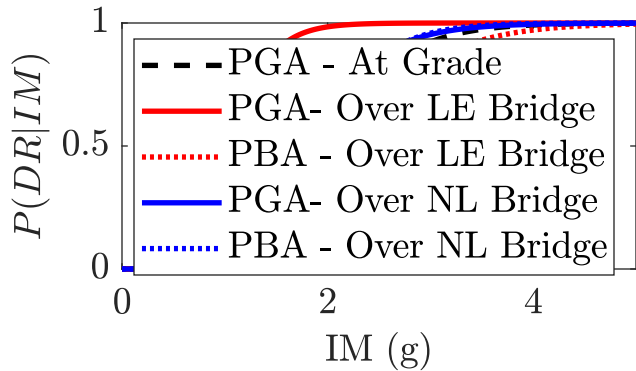 1
PGA - At Grade
PGA- Over LE Bridge
0.5
PBA - Over LE Bridge
PGA- Over NL Bridge
PBA - Over NL Bridge
0
0 2 4
IM (g)
P(DR|IM)